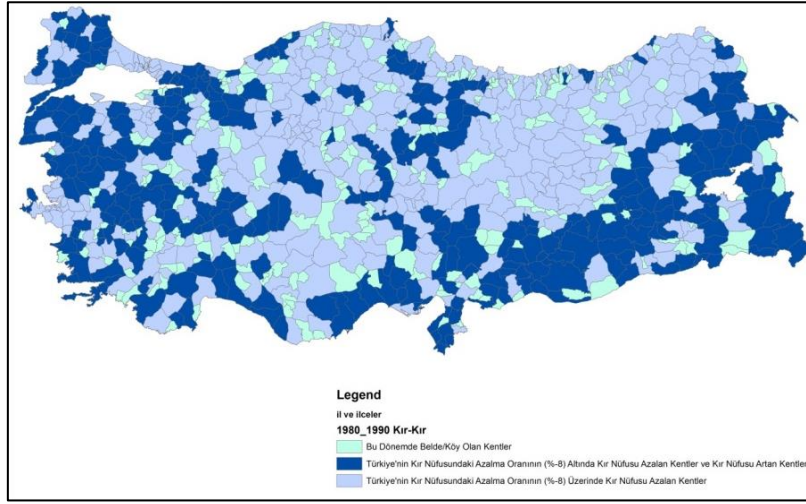 Legend
il ve ilceler
1980_1990 Kır-Kır
Bu Dönemde Belde/Köy Olan Kentler
Türkiye'nin Kır Nüfusundaki Azalma Oranının (%-8) Altında Kır Nüfusu Azalan Kentler ve Kır Nüfusu Artan Kentler
Türkiye'nin Kır Nüfusundaki Azalma Oranının (%-8) Üzerinde Kır Nüfusu Azalan Kentler